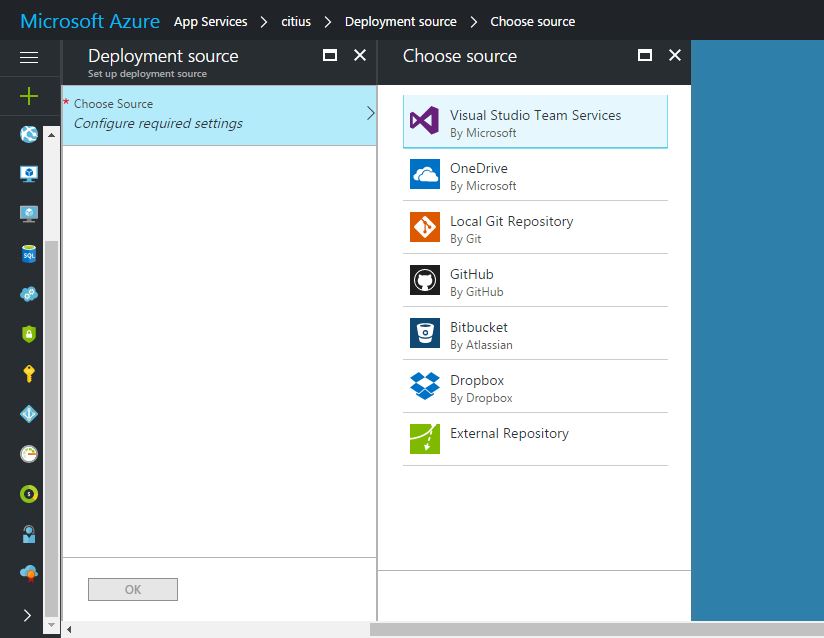 Microsoft Azure App Services > citius > Deployment source > Choose source
Deployment source
Set up deployment source
* Choose Source
Configure required settings
OK
Choose source
Visual Studio Team Services
By Microsoft
OneDrive
By Microsoft
Local Git Repository
By Git
GitHub
By GitHub
Bitbucket
By Atlassian
Dropbox
By Dropbox
External Repository
SQL